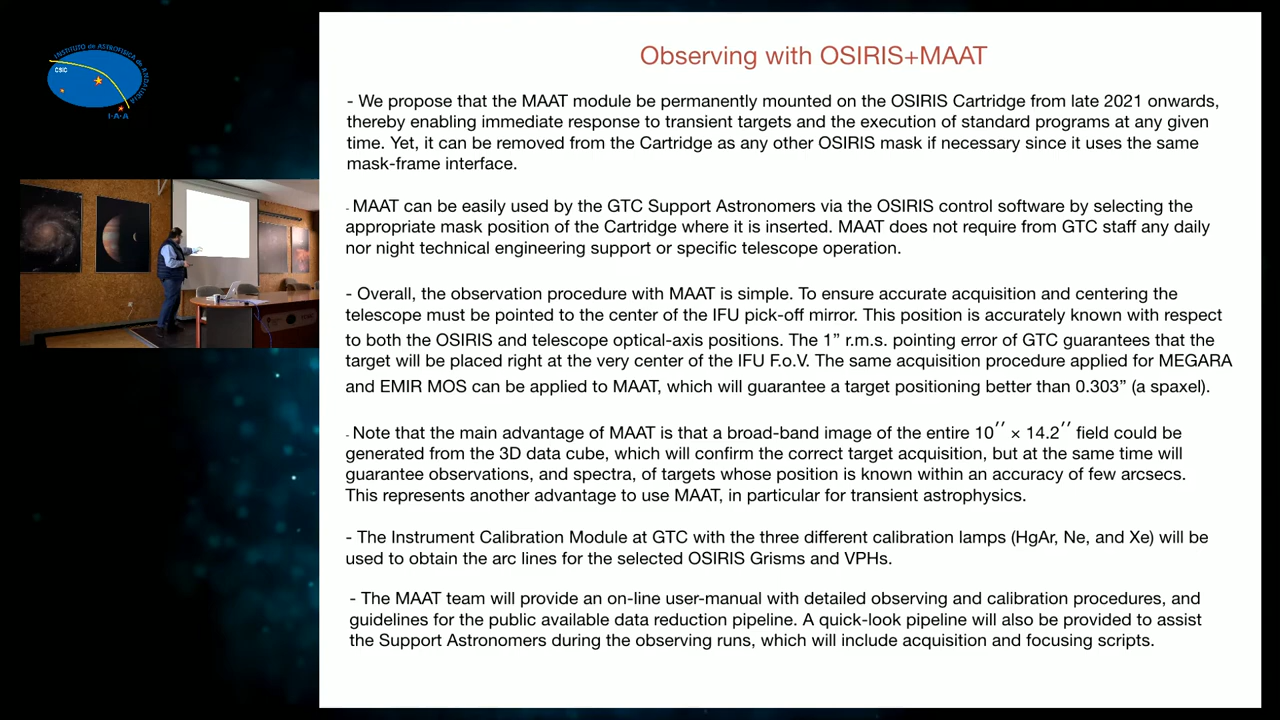 INSTITUTO de ASTROFISICA de ANDALUCIA
CSIC
I·A·A
Observing with OSIRIS+MAAT
- We propose that the MAAT module be permanently mounted on the OSIRIS Cartridge from late 2021 onwards,
thereby enabling immediate response to transient targets and the execution of standard programs at any given
time. Yet, it can be removed from the Cartridge as any other OSIRIS mask if necessary since it uses the same
mask-frame interface.
- MAAT can be easily used by the GTC Support Astronomers via the OSIRIS control software by selecting the
appropriate mask position of the Cartridge where it is inserted. MAAT does not require from GTC staff any daily
nor night technical engineering support or specific telescope operation.
- Overall, the observation procedure with MAAT is simple. To ensure accurate acquisition and centering the
telescope must be pointed to the center of the IFU pick-off mirror. This position is accurately known with respect
to both the OSIRIS and telescope optical-axis positions. The 1” r.m.s. pointing error of GTC guarantees that the
target will be placed right at the very center of the IFU F.o.V. The same acquisition procedure applied for MEGARA
and EMIR MOS can be applied to MAAT, which will guarantee a target positioning better than 0.303” (a spaxel).
- Note that the main advantage of MAAT is that a broad-band image of the entire 10′′ × 14.2′′ field could be
generated from the 3D data cube, which will confirm the correct target acquisition, but at the same time will
guarantee observations, and spectra, of targets whose position is known within an accuracy of few arcsecs.
This represents another advantage to use MAAT, in particular for transient astrophysics.
- The Instrument Calibration Module at GTC with the three different calibration lamps (HgAr, Ne, and Xe) will be
used to obtain the arc lines for the selected OSIRIS Grisms and VPHs.
- The MAAT team will provide an on-line user-manual with detailed observing and calibration procedures, and
guidelines for the public available data reduction pipeline. A quick-look pipeline will also be provided to assist
the Support Astronomers during the observing runs, which will include acquisition and focusing scripts.